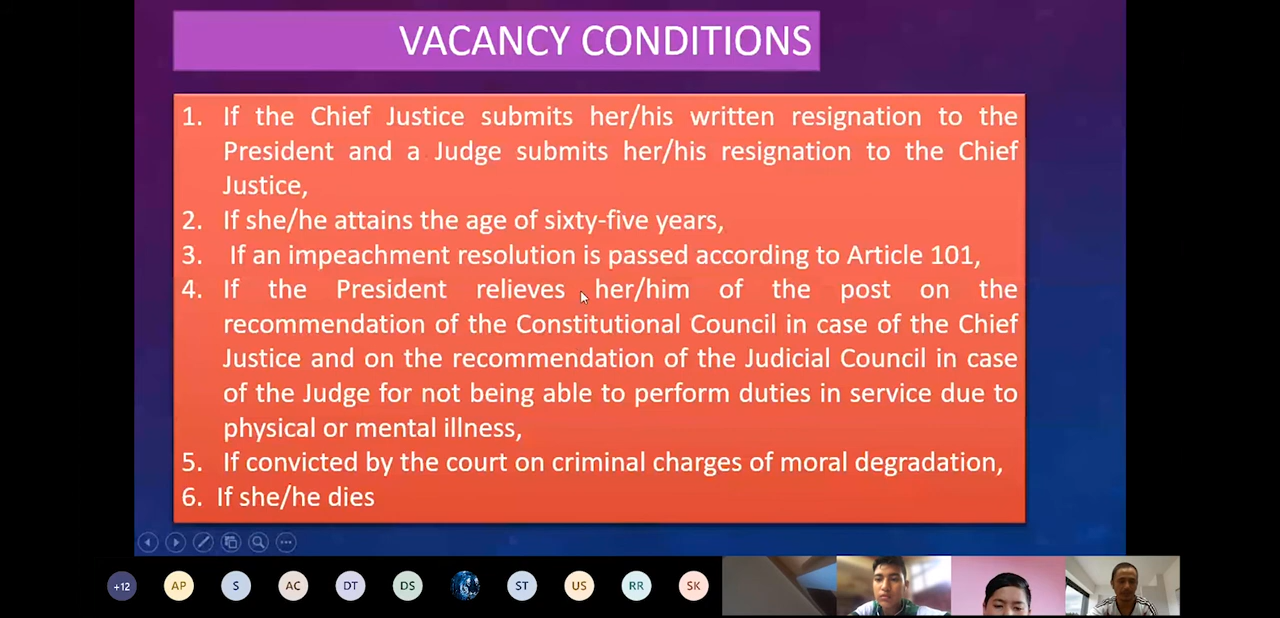 VACANCY CONDITIONS
1. If the Chief Justice submits her/his written resignation to the
President and a Judge submits her/his resignation to the Chief
Justice,
2. If she/he attains the age of sixty-five years,
3. If an impeachment resolution is passed according to Article 101,
4. If the President relieves her/him of the post on the
recommendation of the Constitutional Council in case of the Chief
Justice and on the recommendation of the Judicial Council in case
of the Judge for not being able to perform duties in service due to
physical or mental illness,
5. If convicted by the court on criminal charges of moral degradation,
6. If she/he dies
+12 AP S AC DT DS ST US RR SK